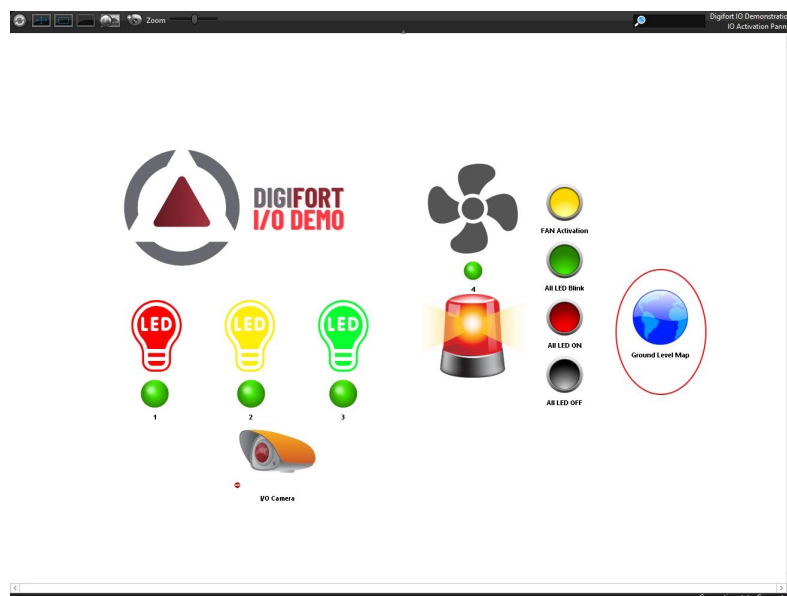 Zoom
Digifort IO Demonstratio
IO Activation Pann
DIGIFORT
I/O DEMO
LED
LED
LED
1
2
3
4
FAN Activation
All LED Blink
All LED ON
All LED OFF
Ground Level Map
I/O Camera